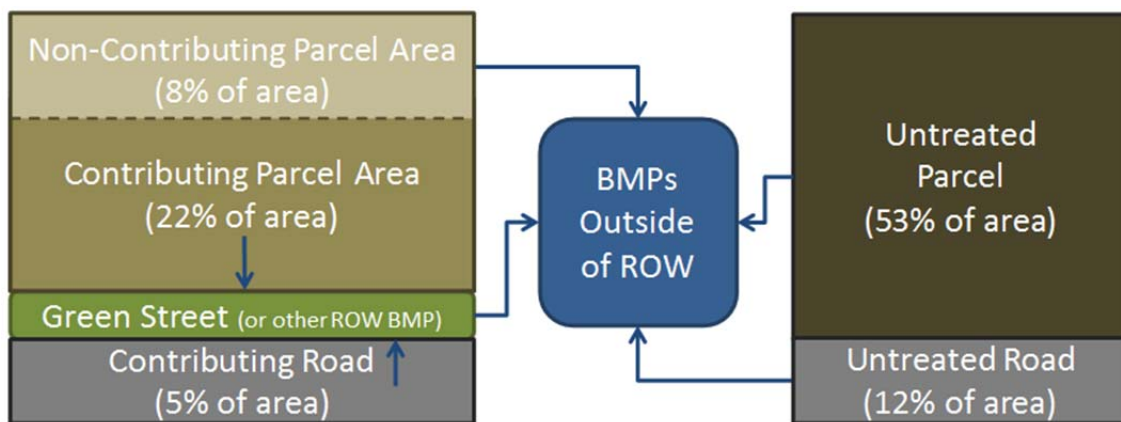 Non-Contributing Parcel Area
(8% of area)
Contributing Parcel Area
(22% of area)
Green Street (or other ROW BMP)
Contributing Road
(5% of area)
BMPs
Outside
of ROW
Untreated
Parcel
(53% of area)
Untreated Road
(12% of area)